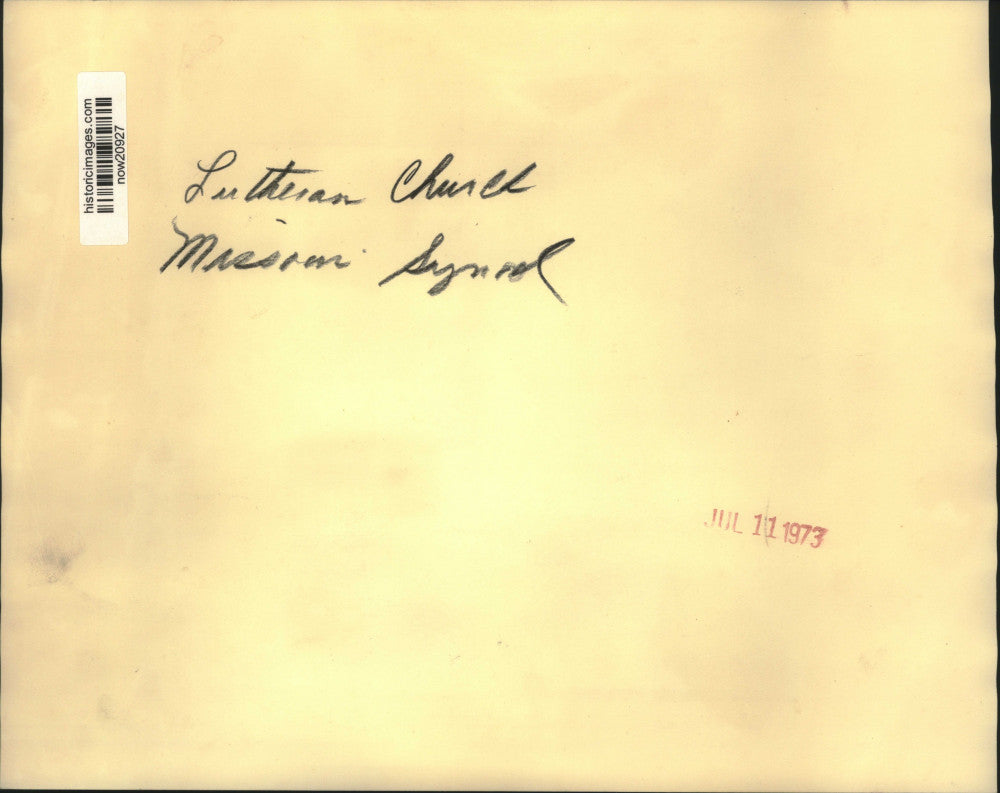 historicimages.com
now20927
Lutheran Church
Missouri Synod
JUL 11 1973